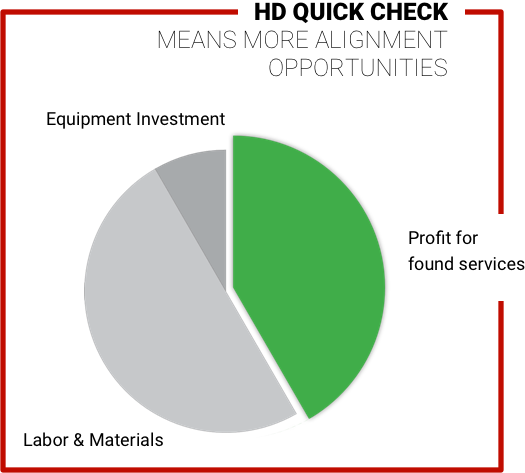 HD QUICK CHECK
MEANS MORE ALIGNMENT
OPPORTUNITIES
Equipment Investment
Profit for
found services
Labor & Materials